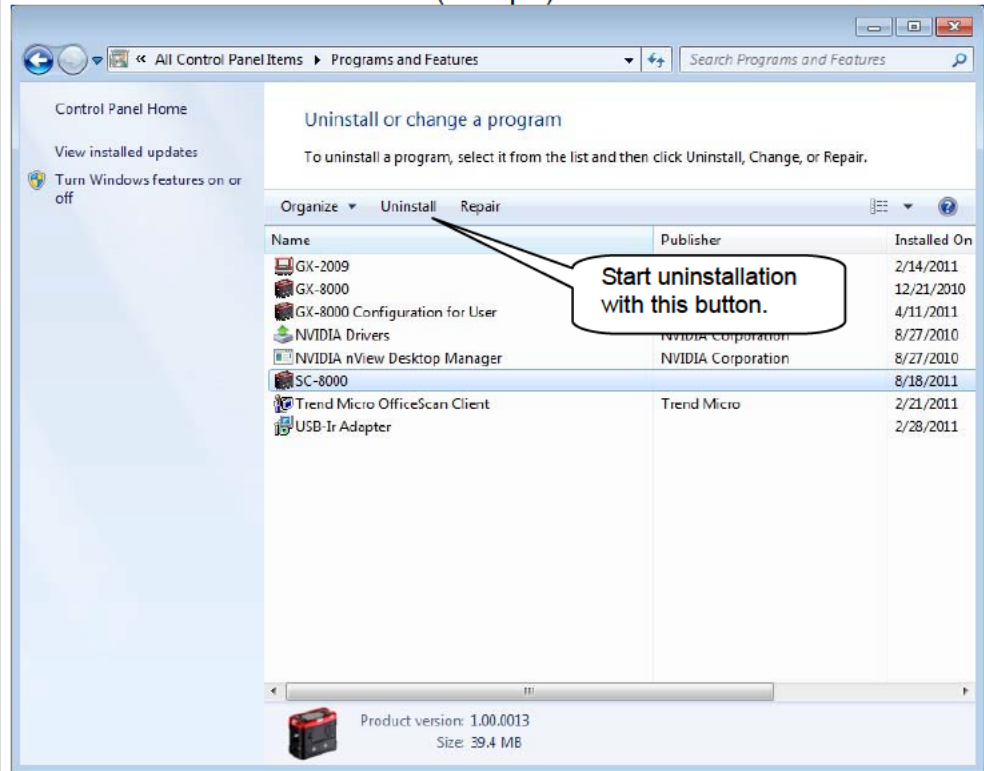 « All Control Panel Items ▸ Programs and Features
Search Programs and Features
Control Panel Home
View installed updates
Turn Windows features on or
off
Uninstall or change a program
To uninstall a program, select it from the list and then click Uninstall, Change, or Repair.
Organize Uninstall Repair
Name Publisher Installed On
Start uninstallation
with this button.
GX-2009 2/14/2011
GX-8000 12/21/2010
GX-8000 Configuration for User 4/11/2011
NVIDIA Drivers NVIDIA Corporation 8/27/2010
NVIDIA nView Desktop Manager NVIDIA Corporation 8/27/2010
SC-8000 8/18/2011
Trend Micro OfficeScan Client Trend Micro 2/21/2011
USB-Ir Adapter 2/28/2011
Product version: 1.00.0013
Size: 39.4 MB